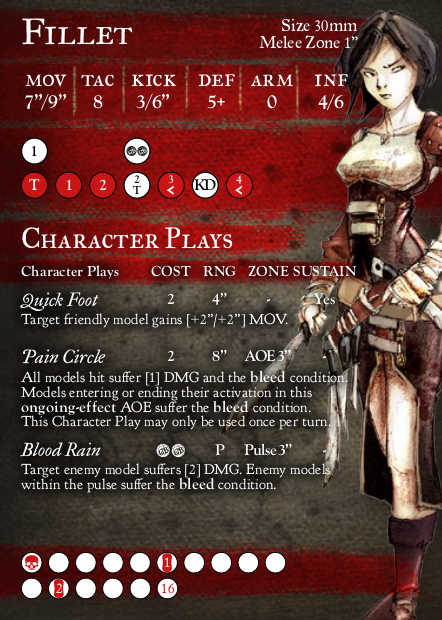 Fillet
Size 30mm
Melee Zone 1"
MOV TAC KICK DEF ARM INF
7"/9" 8 3/6" 5+ 0 4/6
1
T 1 2 2 T 3 < KD 4 <
Character Plays
Character Plays COST RNG ZONE SUSTAIN
Quick Foot 2 4" - Yes
Target friendly model gains [+2"/+2"] MOV.
Pain Circle 2 8" AOE 3" -
All models hit suffer [1] DMG and the bleed condition.
Models entering or ending their activation in this
ongoing-effect AOE suffer the bleed condition.
This Character Play may only be used once per turn.
Blood Rain P Pulse 3" -
Target enemy model suffers [2] DMG. Enemy models
within the pulse suffer the bleed condition.
1
2 16